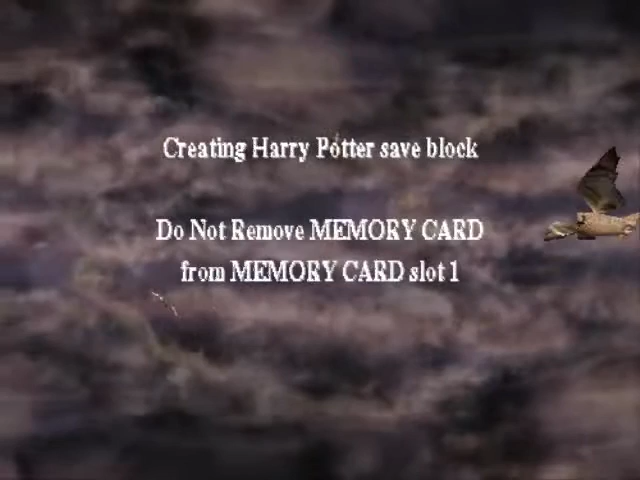 Creating Harry Potter save block
Do Not Remove MEMORY CARD
from MEMORY CARD slot 1